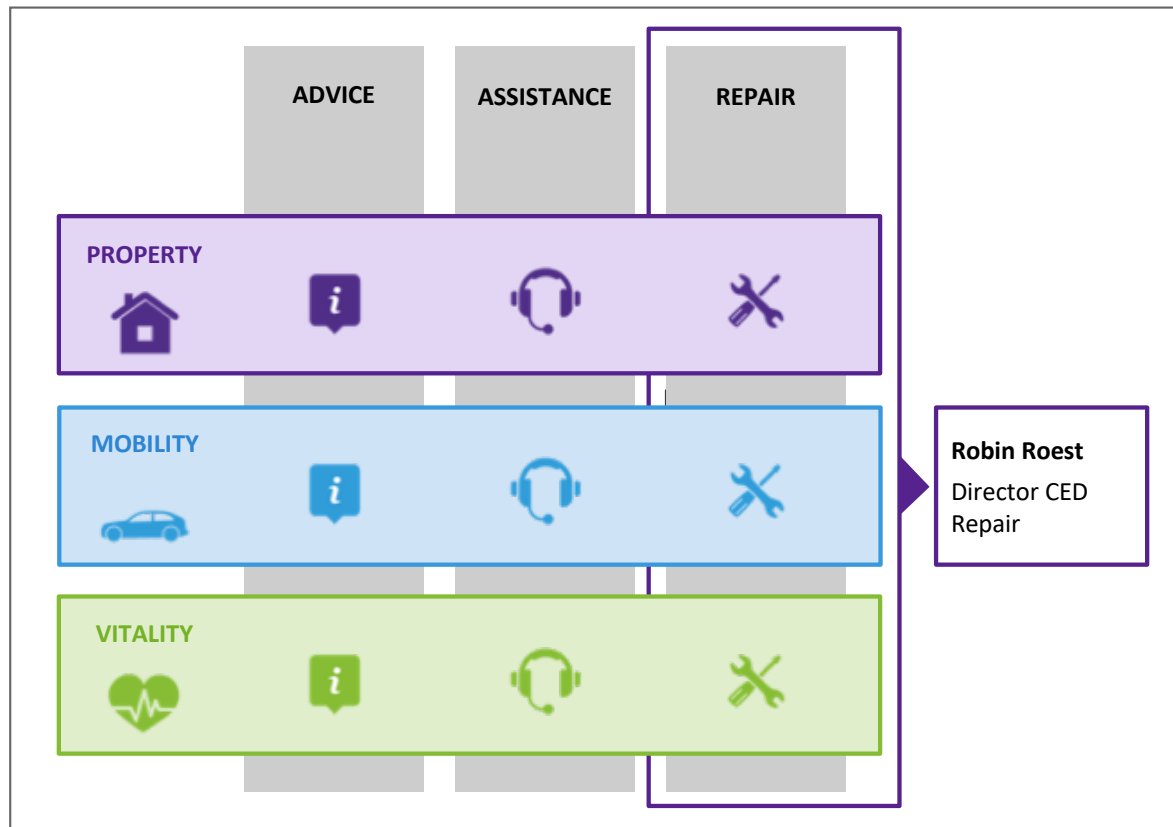 ADVICE
ASSISTANCE
REPAIR
PROPERTY
MOBILITY
Robin Roest
Director CED
Repair
VITALITY